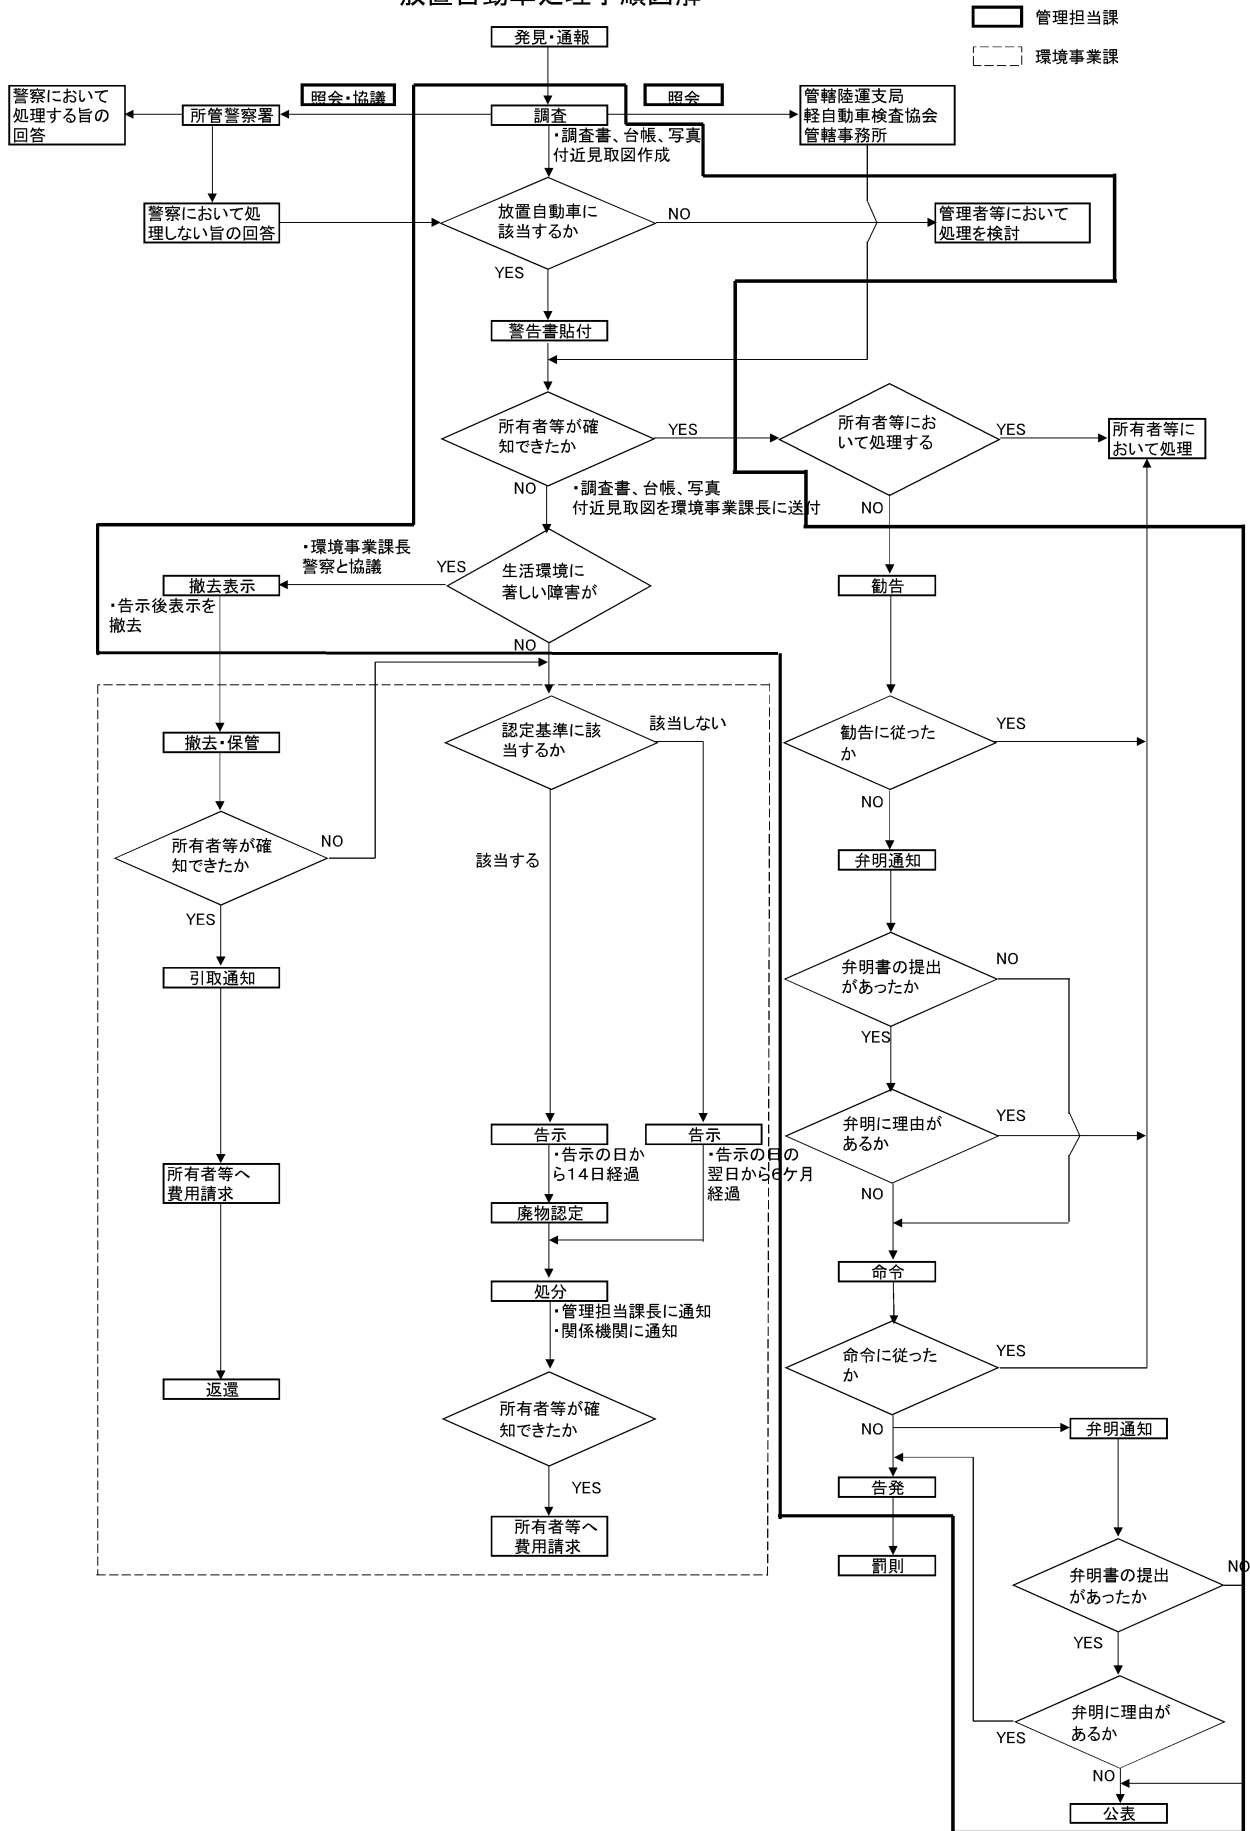 放置自動車処理手順図解
管理担当課
環境事業課
発見・通報
照会・協議
照会
警察において
処理する旨の
回答
所管警察署
調査
管轄陸運支局
軽自動車検査協会
管轄事務所
・調査書、台帳、写真
付近見取図作成
警察において処
理しない旨の回答
放置自動車に
該当するか
NO
管理者等において
処理を検討
YES
警告書貼付
所有者等が確
知できたか
YES
所有者等にお
いて処理する
YES
所有者等に
おいて処理
NO
・調査書、台帳、写真
付近見取図を環境事業課長に送付
NO
・環境事業課長
警察と協議
YES
生活環境に
著しい障害が
撤去表示
・告示後表示を
撤去
勧告
NO
認定基準に該
当するか
該当しない
勧告に従った
か
YES
撤去・保管
NO
所有者等が確
知できたか
NO
該当する
弁明通知
YES
引取通知
弁明書の提出
があったか
NO
YES
告示
告示
弁明に理由が
あるか
YES
・告示の日か
ら14日経過
・告示の日の
翌日から6ケ月
経過
所有者等へ
費用請求
NO
廃物認定
命令
処分
・管理担当課長に通知
・関係機関に通知
命令に従った
か
YES
返還
所有者等が確
知できたか
NO
弁明通知
YES
告発
所有者等へ
費用請求
罰則
弁明書の提出
があったか
NO
YES
弁明に理由が
あるか
YES
NO
公表